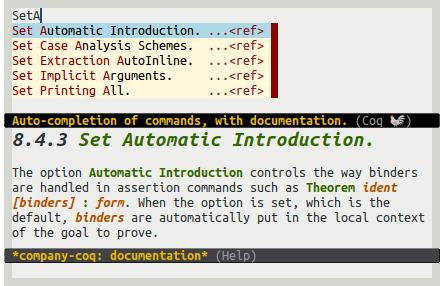 SetA
Set Automatic Introduction. ...<ref>
Set Case Analysis Schemes. ...<ref>
Set Extraction AutoInline. ...<ref>
Set Implicit Arguments. ...<ref>
Set Printing All. ...<ref>
Auto-completion of commands, with documentation. (Coq 🐓)
8.4.3 Set Automatic Introduction.
The option Automatic Introduction controls the way binders
are handled in assertion commands such as Theorem ident
[binders] : form. When the option is set, which is the
default, binders are automatically put in the local context
of the goal to prove.
*company-coq: documentation* (Help)